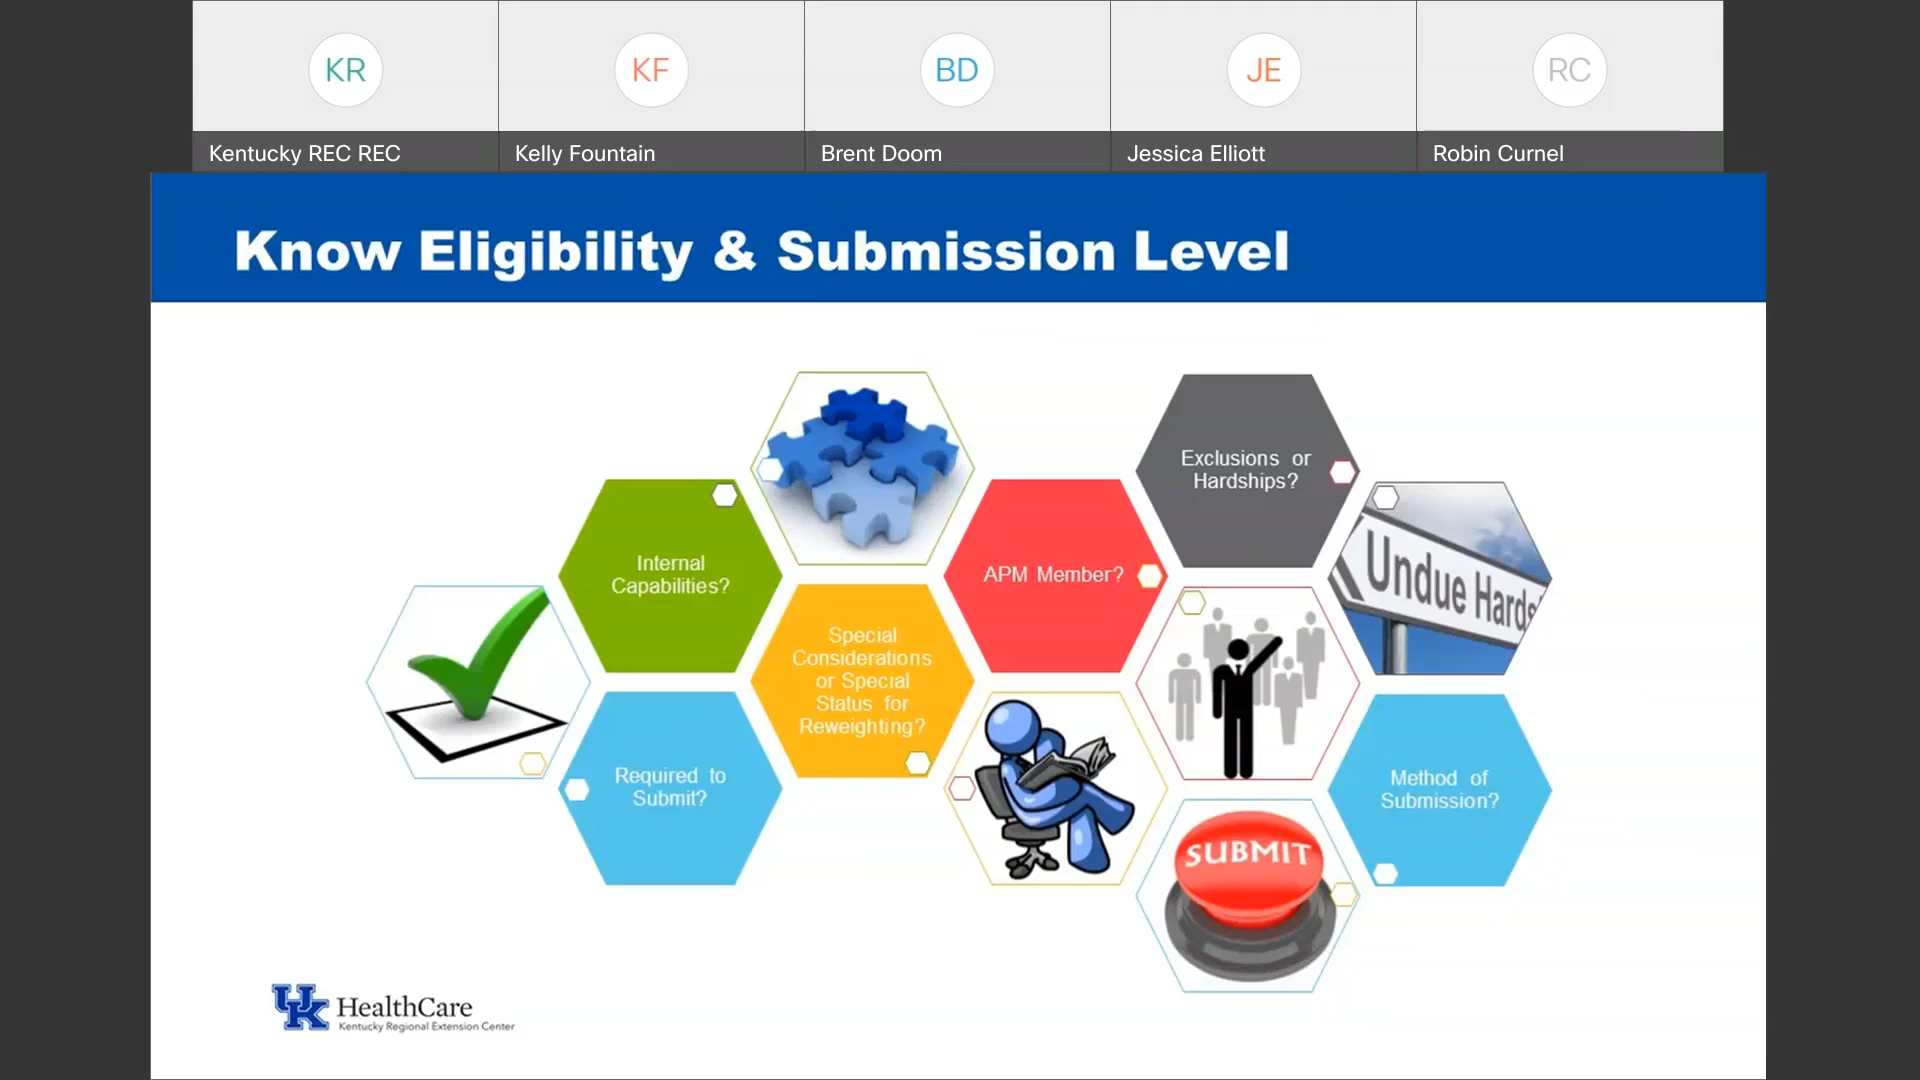 KR
KF
BD
JE
RC
Kentucky REC REC
Kelly Fountain
Brent Doom
Jessica Elliott
Robin Curnel
Know Eligibility & Submission Level
Exclusions or
Hardships?
Internal
Capabilities?
APM Member?
Undue Hards
Special
Considerations
or Special
Status for
Reweighting?
Required to
Submit?
Method of
Submission?
SUBMIT
UK HealthCare
Kentucky Regional Extension Center